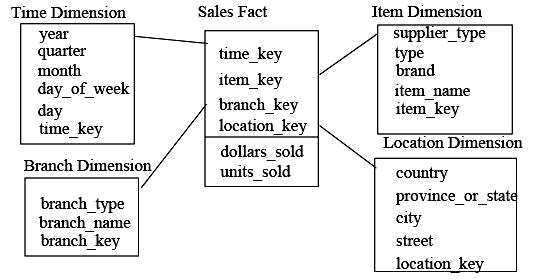 Time Dimension
year
quarter
month
day_of_week
day
time_key
Sales Fact
time_key
item_key
branch_key
location_key
dollars_sold
units_sold
Item Dimension
supplier_type
type
brand
item_name
item_key
Branch Dimension
branch_type
branch_name
branch_key
Location Dimension
country
province_or_state
city
street
location_key